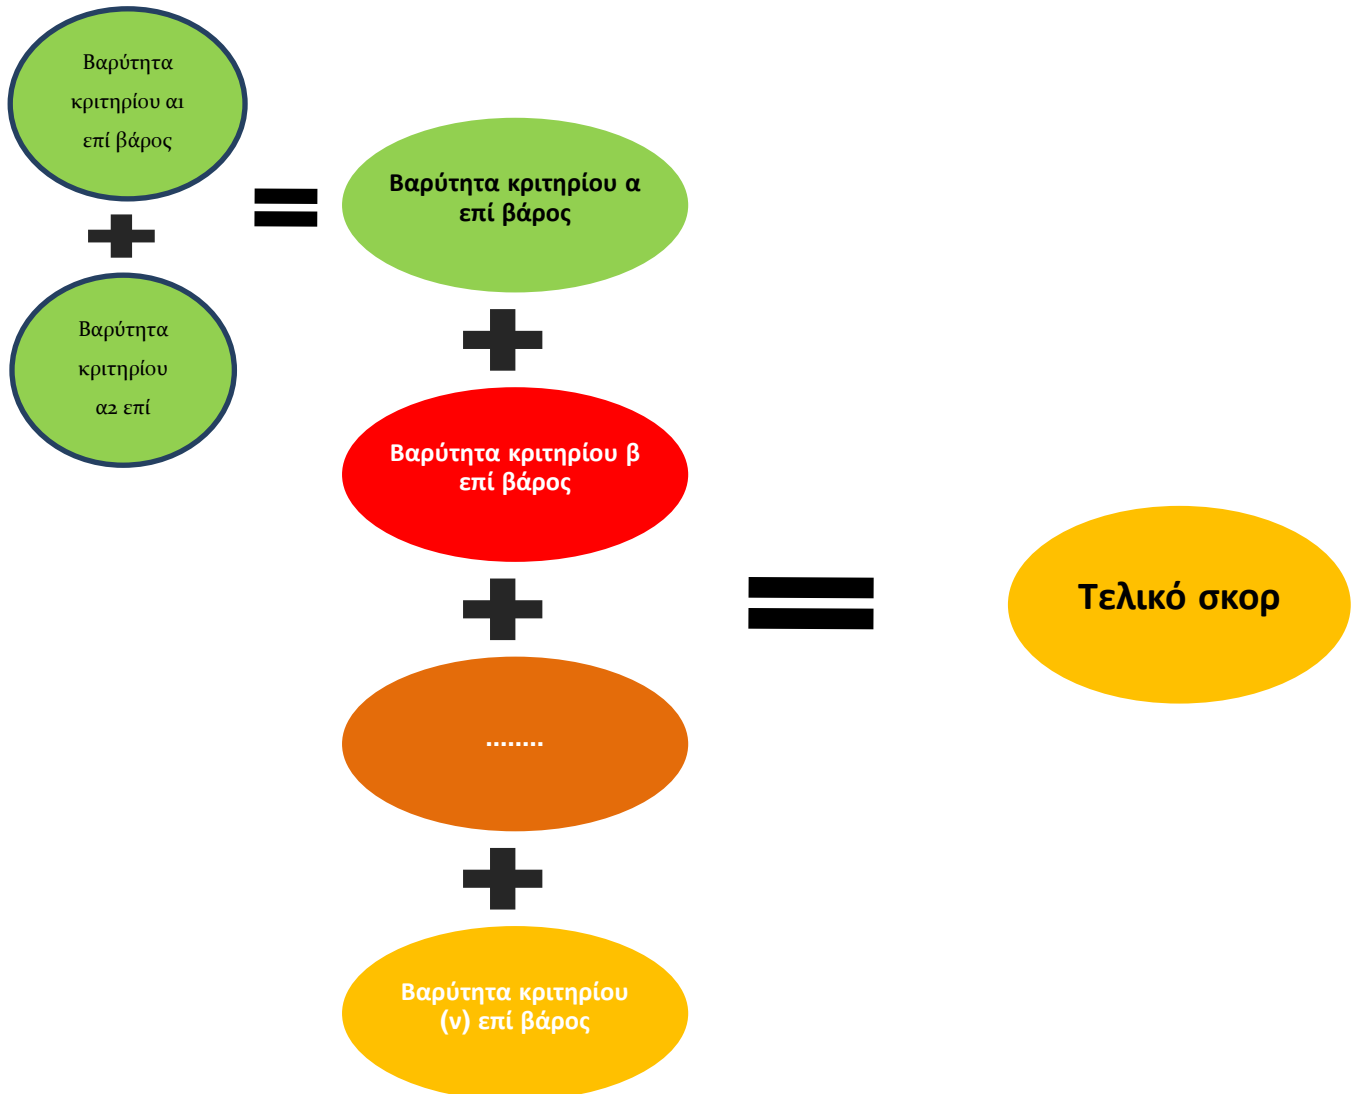 Βαρύτητα
κριτηρίου α1
επί βάρος
Βαρύτητα
κριτηρίου
α2 επί
Βαρύτητα κριτηρίου α
επί βάρος
Βαρύτητα κριτηρίου β
επί βάρος
........
Βαρύτητα κριτηρίου
(ν) επί βάρος
Τελικό σκορ